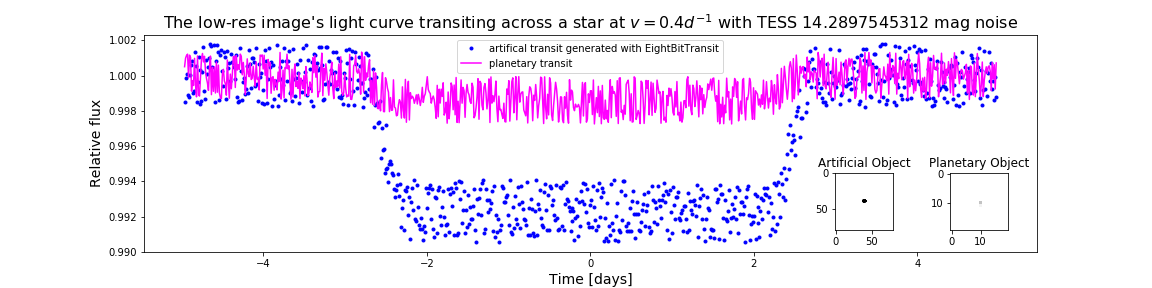 The low-res image's light curve transiting across a star at v = 0.4d⁻¹ with TESS 14.2897545312 mag noise
artifical transit generated with EightBitTransit
planetary transit
Relative flux
1.002
1.000
0.998
0.996
0.994
0.992
0.990
Artificial Object
0
50
0
50
Planetary Object
0
10
0
10
−4
−2
0
2
4
Time [days]